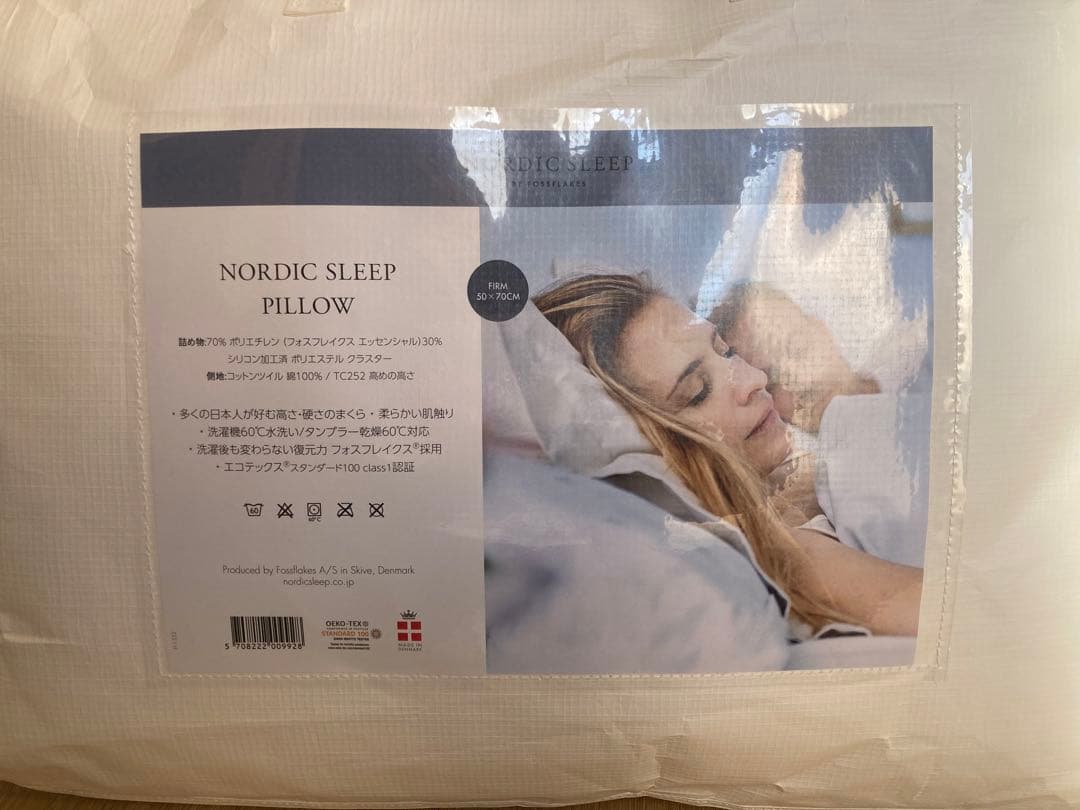 NORDIC SLEEP
BY FOSSFLAKES
NORDIC SLEEP
PILLOW
FIRM
50×70CM
詰め物:70% ポリエチレン (フォスフレイクス エッセンシャル)30%
シリコン加工済 ポリエステル クラスター
側地:コットンツイル 綿100% / TC252 高めの高さ
・多くの日本人が好む高さ・硬さのまくら・柔らかい肌触り
・洗濯機60℃水洗い/タンブラー乾燥60℃対応
・洗濯後も変わらない復元力 フォスフレイクス®採用
・エコテックス®スタンダード100 class1認証
60
60°C
Produced by Fossflakes A/S in Skive, Denmark
nordicsleep.co.jp
OEKO-TEX®
STANDARD 100
MADE IN
DENMARK
5 708222 009928